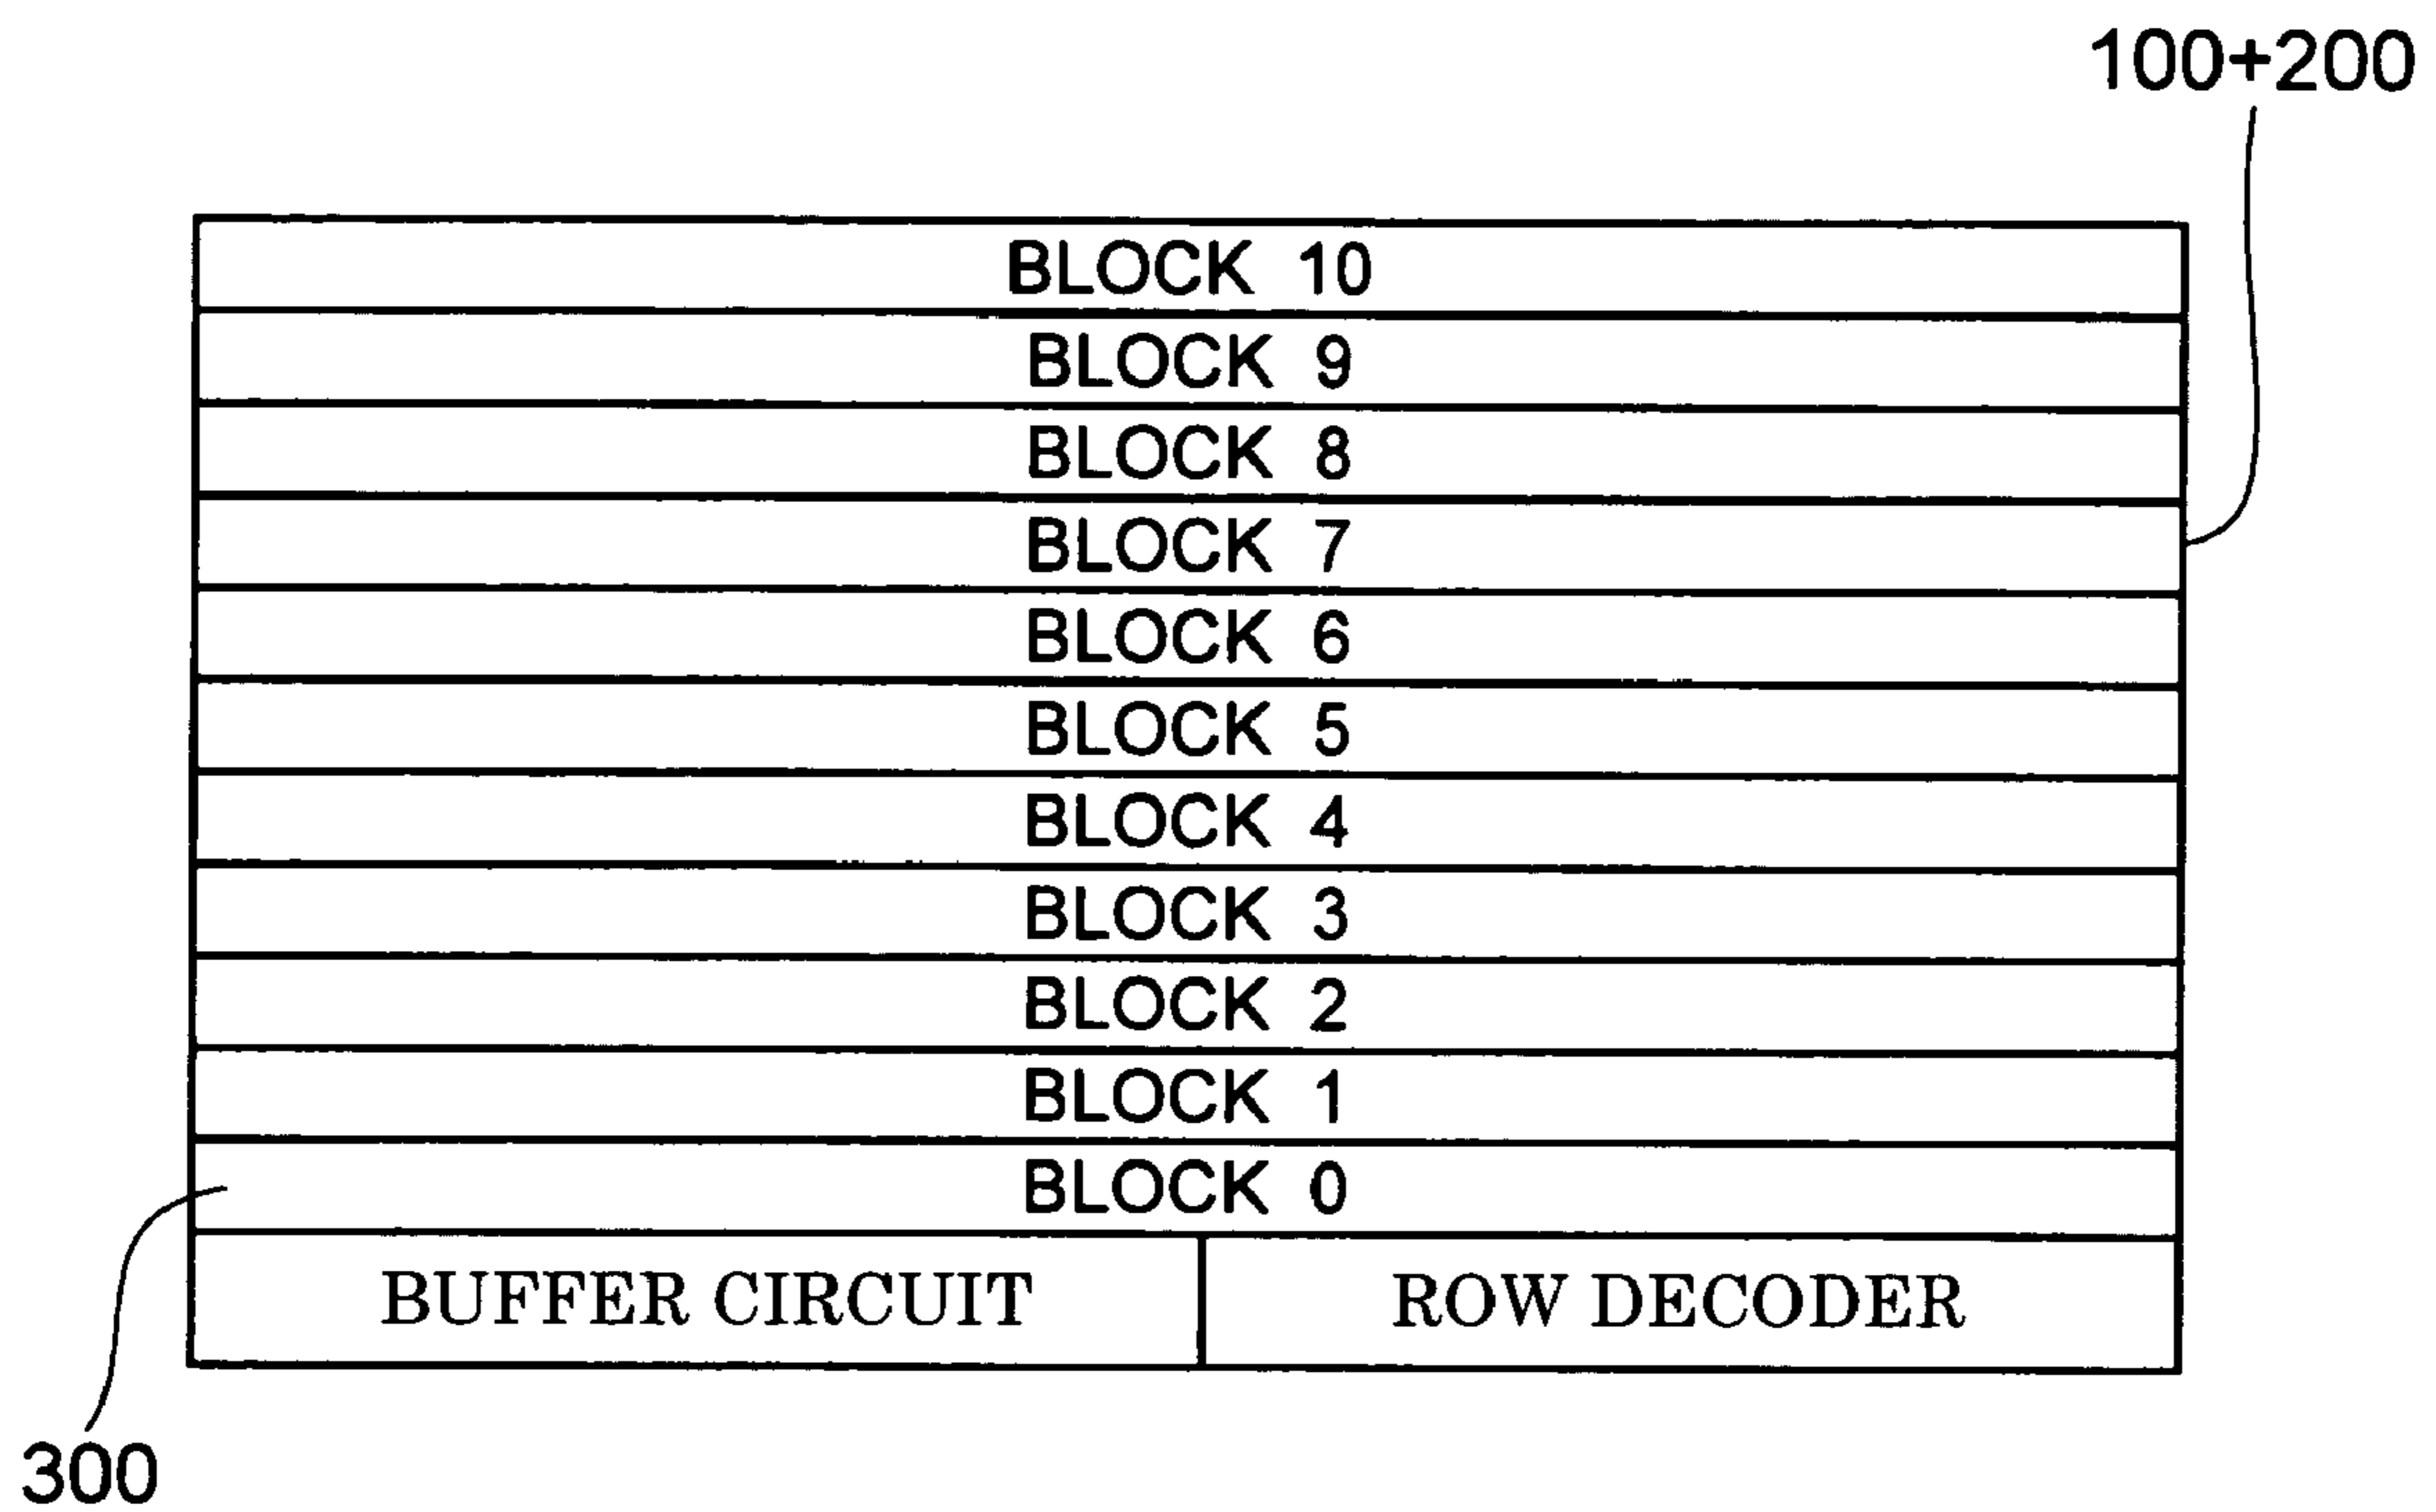 100+200
BLOCK 10
BLOCK 9
BLOCK 8
BLOCK 7
BLOCK 6
BLOCK 5
BLOCK 4
BLOCK 3
BLOCK 2
BLOCK 1
BLOCK 0
BUFFER CIRCUIT ROW DECODER
300